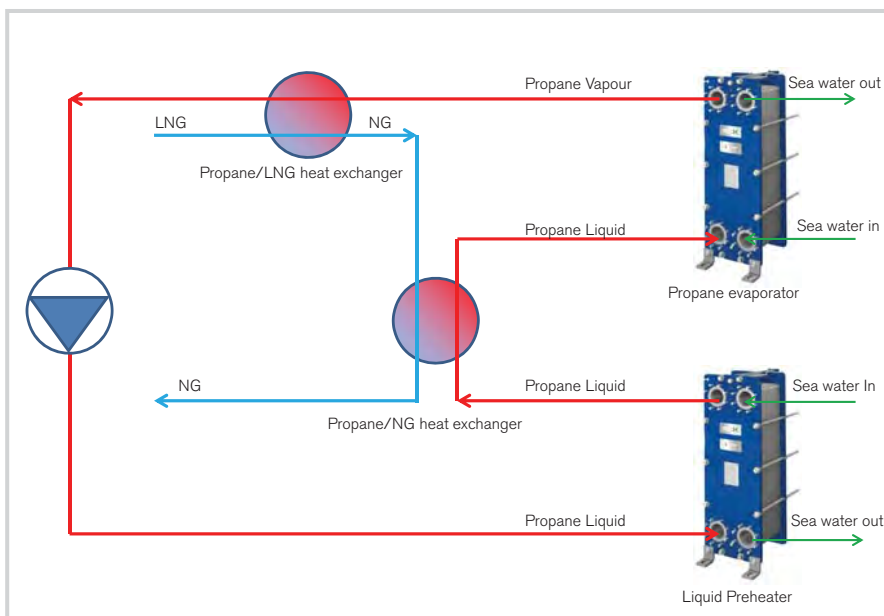 Propane Vapour
Sea water out
LNG
NG
Propane/LNG heat exchanger
Propane Liquid
Sea water in
Propane evaporator
NG
Propane Liquid
Sea water In
Propane/NG heat exchanger
Propane Liquid
Sea water out
Liquid Preheater